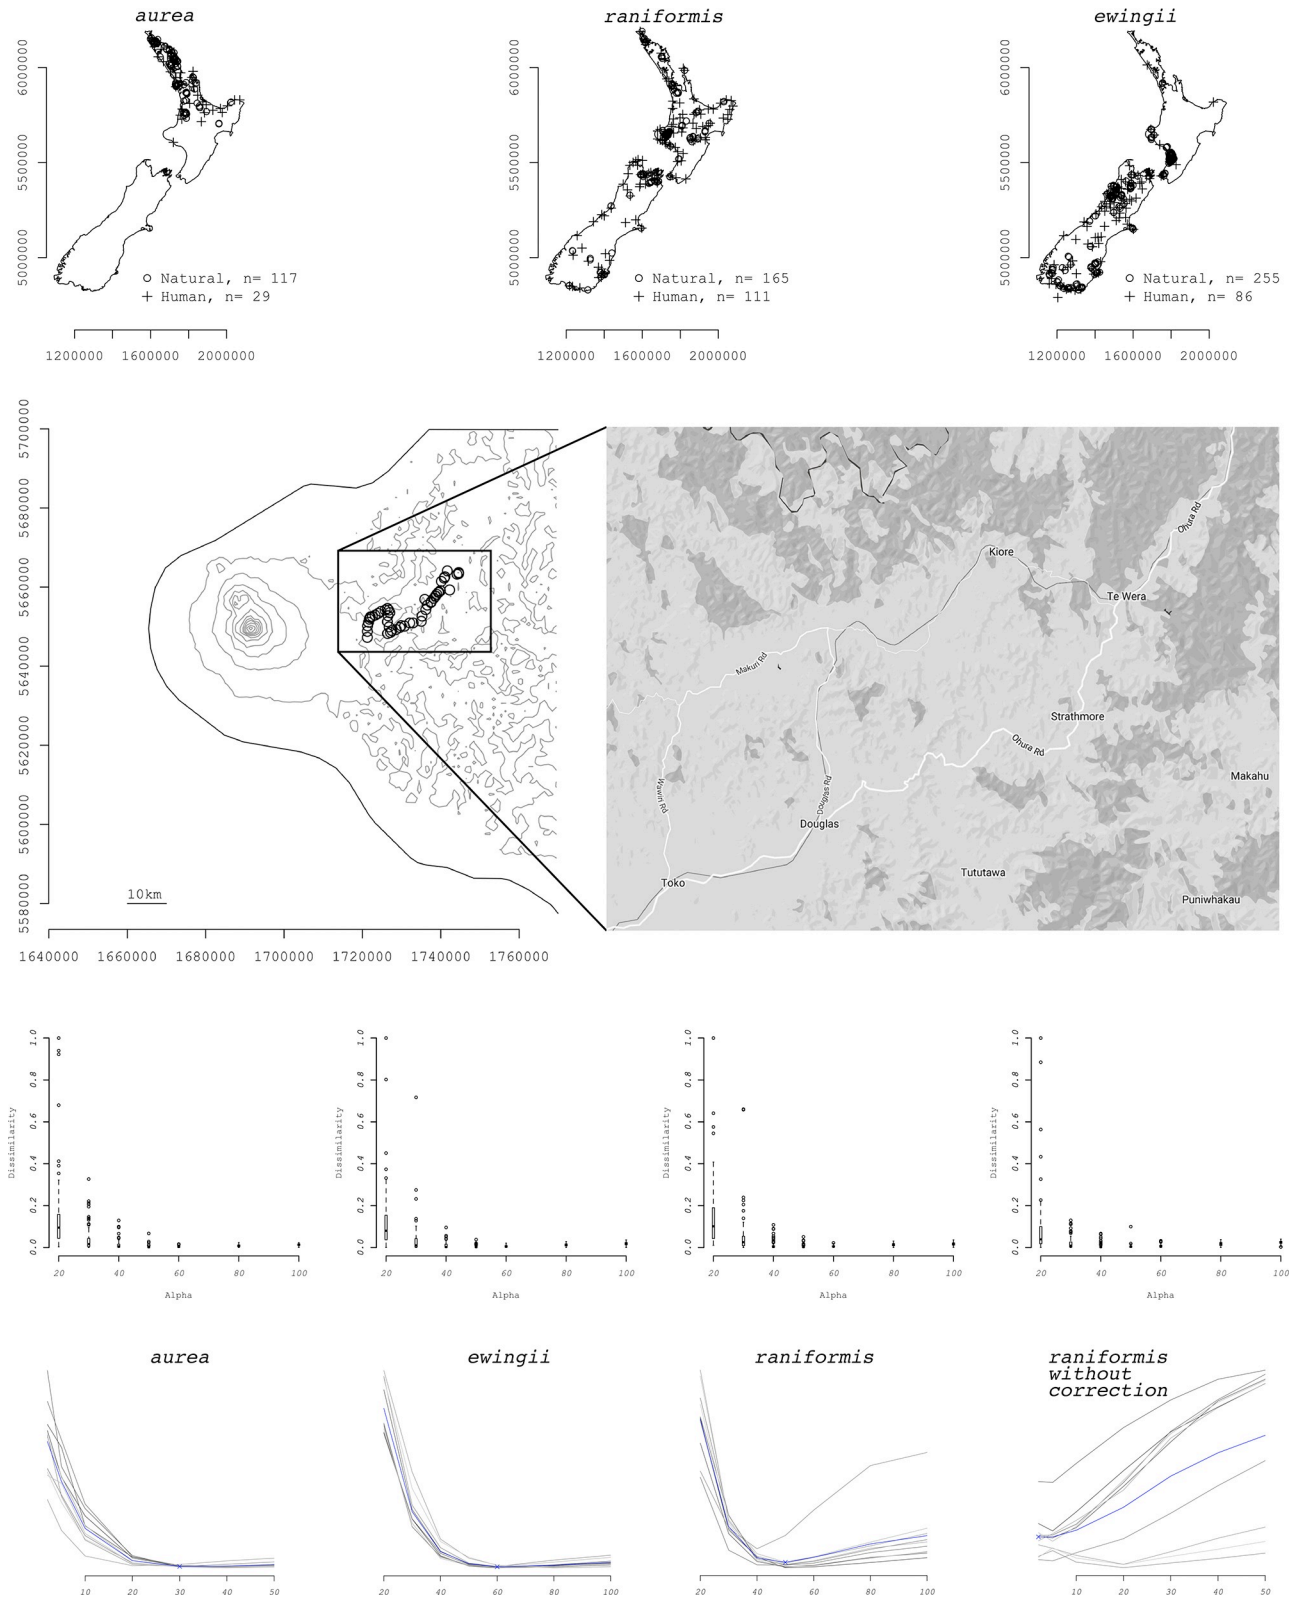 aurea
raniformis
ewingii
6000000
5500000
5000000
Natural, n= 117
Human, n= 29
1200000 1600000 2000000
6000000
5500000
5000000
Natural, n= 165
Human, n= 111
1200000 1600000 2000000
6000000
5500000
5000000
Natural, n= 255
Human, n= 86
1200000 1600000 2000000
5700000
5680000
5660000
5640000
5620000
5600000
5580000
10km
1640000 1660000 1680000 1700000 1720000 1740000 1760000
Ohura Rd
Kiore
Te Wera
Makuri Rd
Strathmore
Ohura Rd
Makahu
Wawiri Rd
Douglas Rd
Douglas
Toko
Tututawa
Puniwhakau
Dissimilarity
1.0
0.8
0.6
0.4
0.2
0.0
20 40 60 80 100
Alpha
Dissimilarity
1.0
0.8
0.6
0.4
0.2
0.0
20 40 60 80 100
Alpha
Dissimilarity
1.0
0.8
0.6
0.4
0.2
0.0
20 40 60 80 100
Alpha
Dissimilarity
1.0
0.8
0.6
0.4
0.2
0.0
20 40 60 80 100
Alpha
aurea
10 20 30 40 50
ewingii
20 40 60 80 100
raniformis
20 40 60 80 100
raniformis
without
correction
10 20 30 40 50